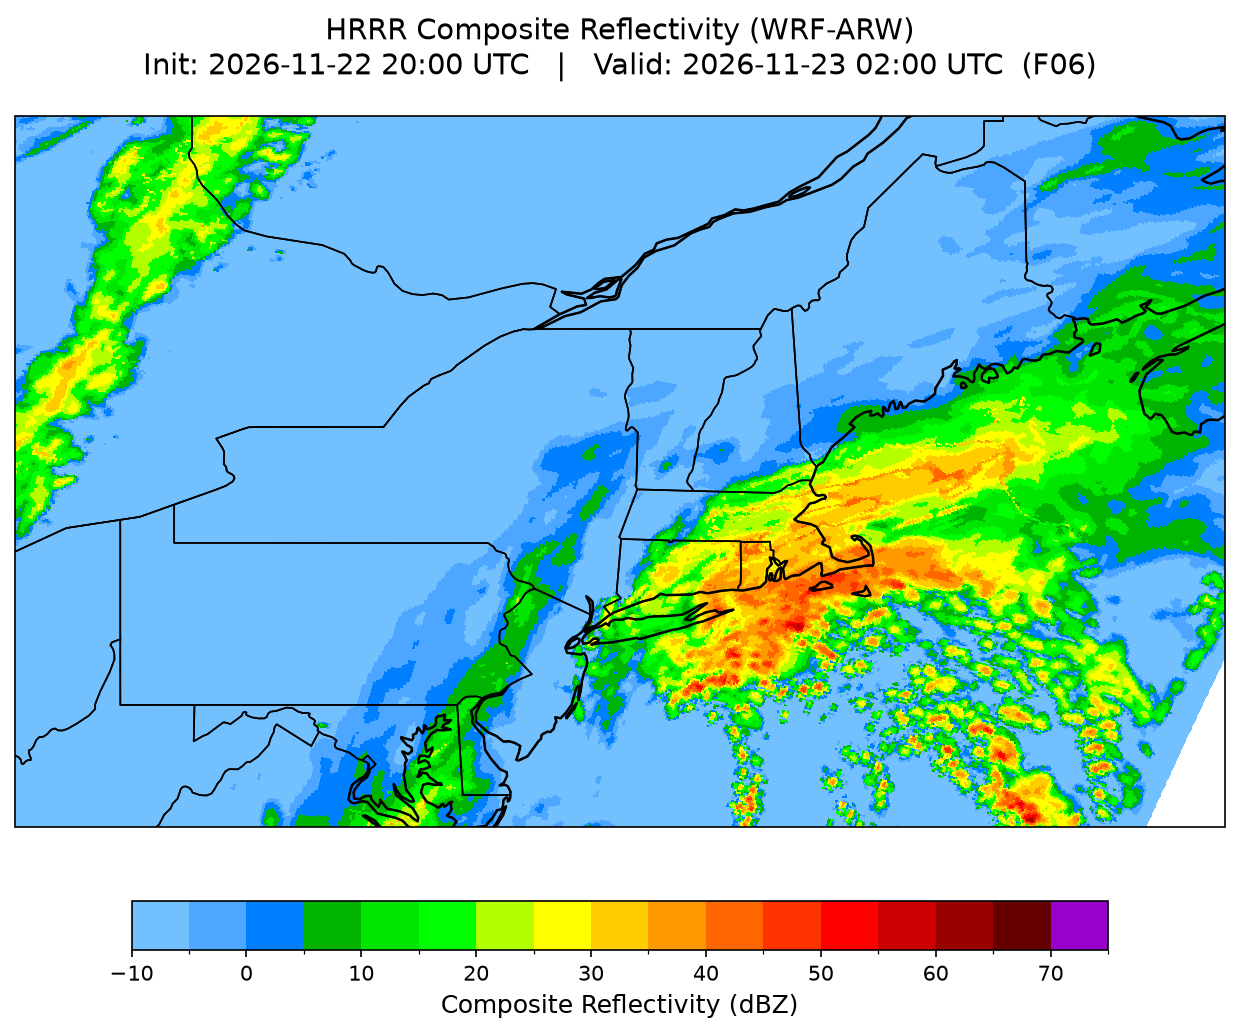 HRRR Composite Reflectivity (WRF-ARW)
Init: 2026-11-22 20:00 UTC | Valid: 2026-11-23 02:00 UTC (F06)
−10 0 10 20 30 40 50 60 70
Composite Reflectivity (dBZ)